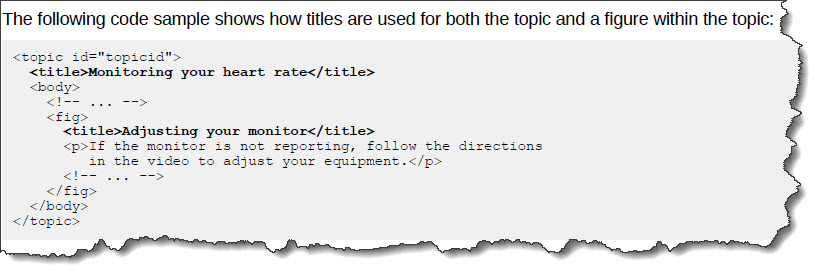 The following code sample shows how titles are used for both the topic and a figure within the topic:
<topic id="topicid">
  <title>Monitoring your heart rate</title>
  <body>
    <!-- ... -->
    <fig>
      <title>Adjusting your monitor</title>
      <p>If the monitor is not reporting, follow the directions
         in the video to adjust your equipment.</p>
      <!-- ... -->
    </fig>
  </body>
</topic>